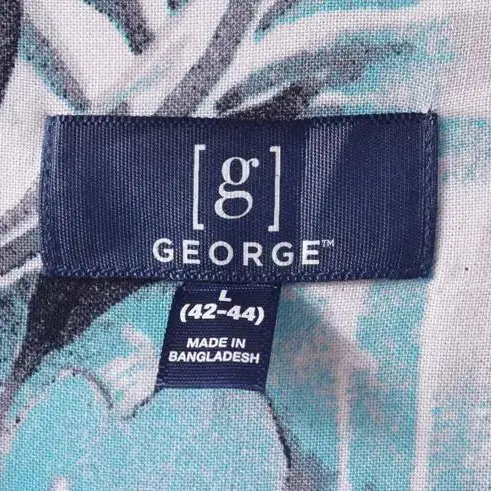 [g]
GEORGE™
L
(42-44)
MADE IN
BANGLADESH